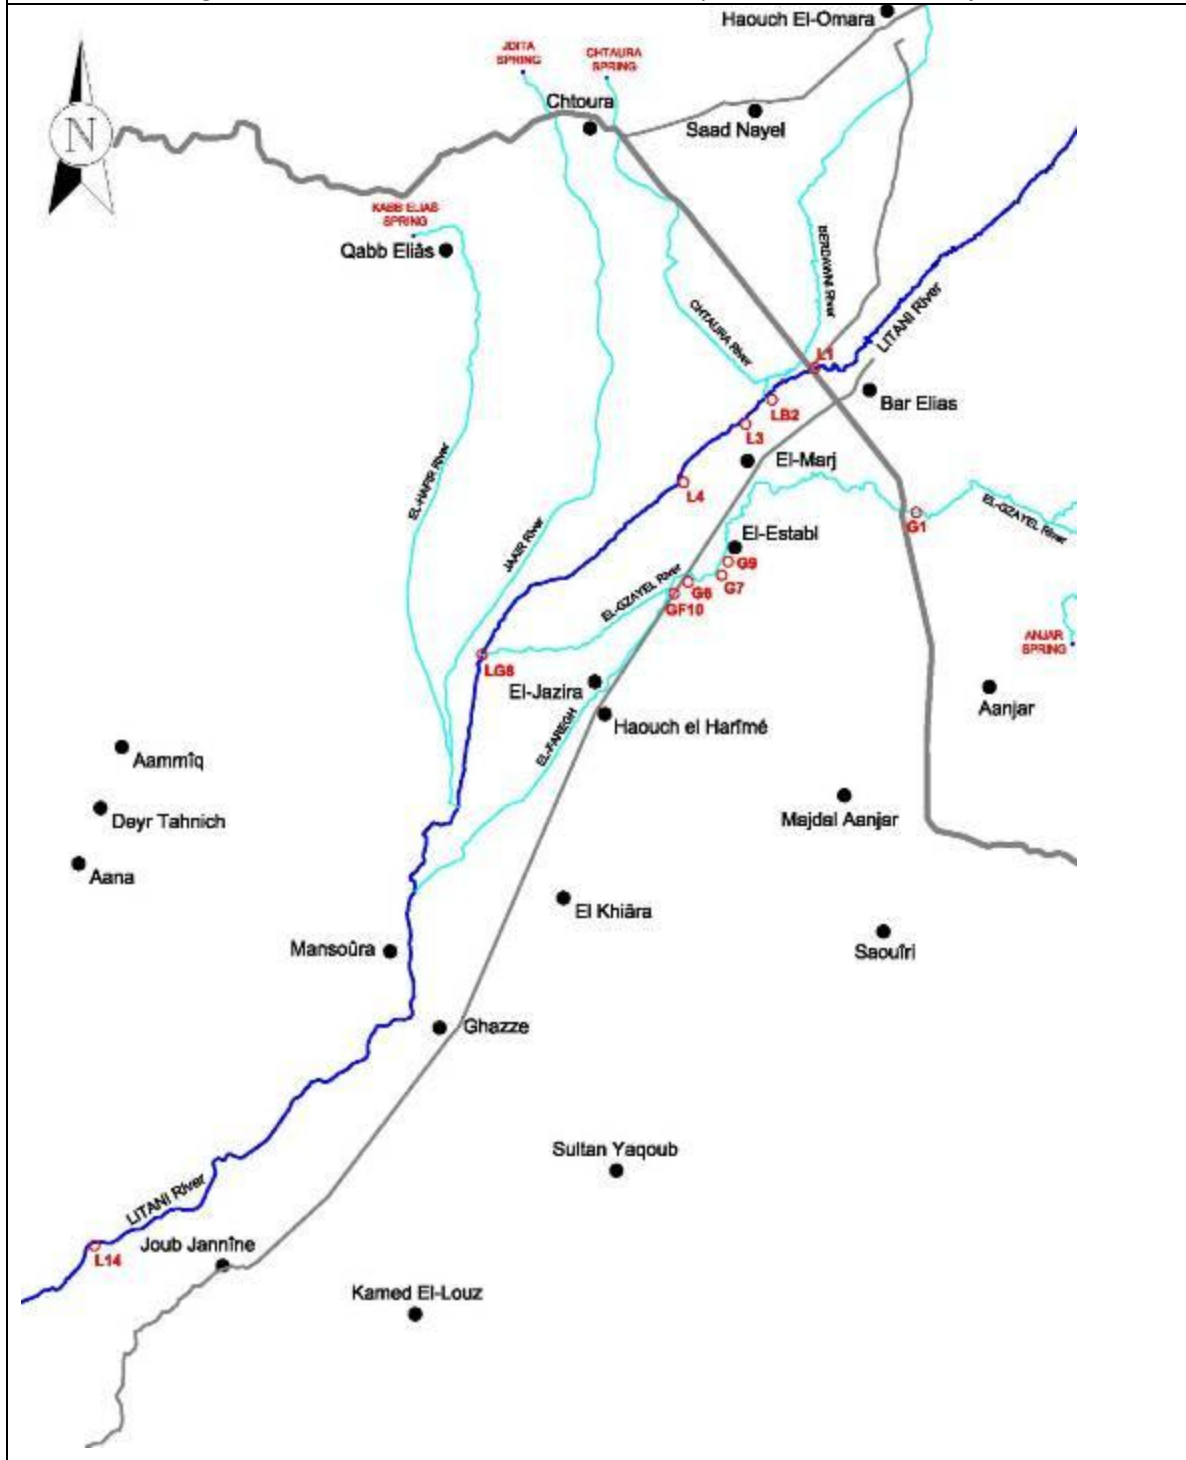 Haouch El-Omara
JDITA
SPRING
CHTAURA
SPRING
Chtoura
Saad Nayel
N
KABB ELIAS
SPRING
Qabb Eliâs
BERDAWNI River
CHTAURA River
LITANI River
L1
Bar Elias
LB2
L3
El-Marj
EL-HAFIR River
L4
JAAIR River
EL-GZAYEL River
G1
El-Establ
G9
G7
G6
EL-GZAYEL River
GF10
ANJAR
SPRING
LG8
El-Jazira
Aanjar
Haouch el Harîmé
EL-FAREGH
Aammîq
Deyr Tahnich
Majdal Aanjar
Aana
El Khiâra
Mansoûra
Saouîri
Ghazze
Sultan Yaqoub
LITANI River
L14
Joub Jannîne
Kamed El-Louz